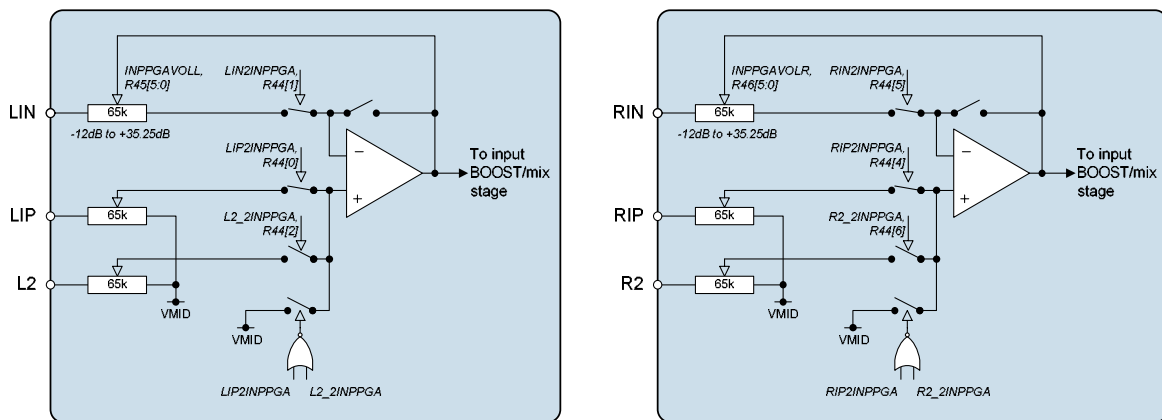 INPPGAVOLL,
R45[5:0]
LIN2INPPGA,
R44[1]
LIN
65k
-12dB to +35.25dB
LIP2INPPGA,
R44[0]
−
+
To input
BOOST/mix
stage
LIP
65k
L2_2INPPGA,
R44[2]
L2
65k
VMID
VMID
LIP2INPPGA L2_2INPPGA
INPPGAVOLR,
R46[5:0]
RIN2INPPGA,
R44[5]
RIN
65k
-12dB to +35.25dB
RIP2INPPGA,
R44[4]
−
+
To input
BOOST/mix
stage
RIP
65k
R2_2INPPGA,
R44[6]
R2
65k
VMID
VMID
RIP2INPPGA R2_2INPPGA